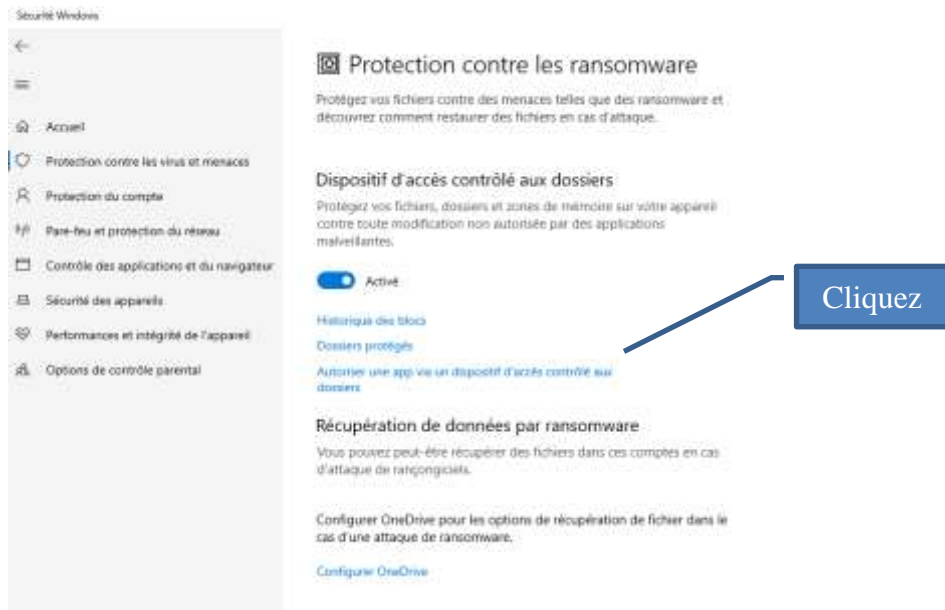 Sécurité Windows
Accueil
Protection contre les virus et menaces
Protection du compte
Pare-feu et protection du réseau
Contrôle des applications et du navigateur
Sécurité des appareils
Performances et intégrité de l'appareil
Options de contrôle parental
Protection contre les ransomware
Protégez vos fichiers contre des menaces telles que des ransomware et
découvrez comment restaurer des fichiers en cas d'attaque.
Dispositif d'accès contrôlé aux dossiers
Protégez vos fichiers, dossiers et zones de mémoire sur votre appareil
contre toute modification non autorisée par des applications
malveillantes.
Activé
Historique des blocs
Dossiers protégés
Autoriser une app via un dispositif d'accès contrôlé aux
dossiers
Cliquez
Récupération de données par ransomware
Vous pouvez peut-être récupérer des fichiers dans ces comptes en cas
d'attaque de rançongiciels.
Configurer OneDrive pour les options de récupération de fichier dans le
cas d'une attaque de ransomware.
Configurer OneDrive